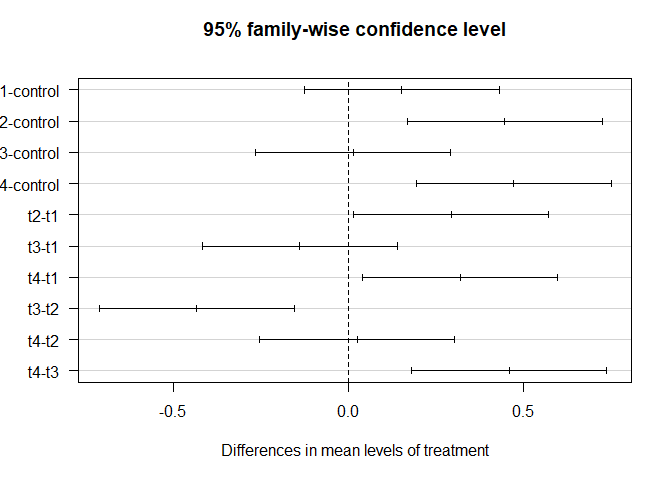 95% family-wise confidence level
1-control
2-control
3-control
4-control
t2-t1
t3-t1
t4-t1
t3-t2
t4-t2
t4-t3
-0.5 0.0 0.5
Differences in mean levels of treatment